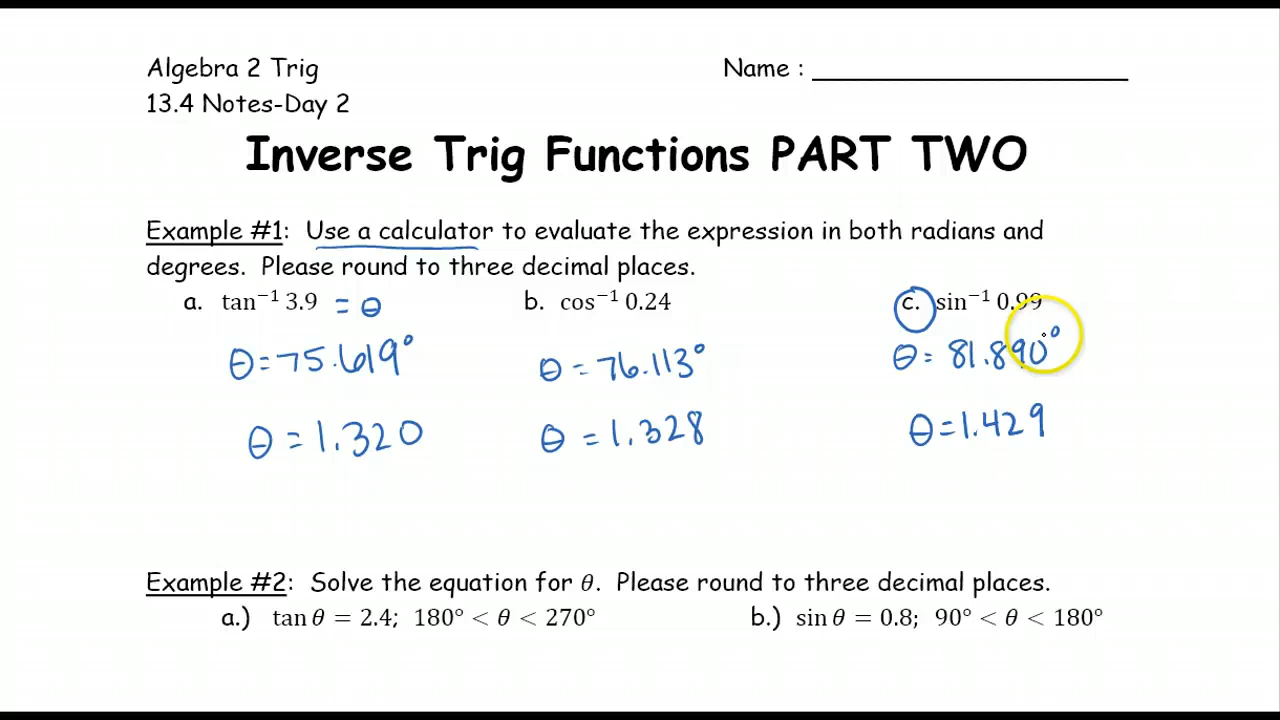 Algebra 2 Trig Name : ____________________
13.4 Notes-Day 2
Inverse Trig Functions PART TWO
Example #1: Use a calculator to evaluate the expression in both radians and
degrees. Please round to three decimal places.
a. tan⁻¹ 3.9 = θ b. cos⁻¹ 0.24 c. sin⁻¹ 0.99
θ = 75.619° θ = 76.113° θ = 81.890°
θ = 1.320 θ = 1.328 θ = 1.429
Example #2: Solve the equation for θ. Please round to three decimal places.
a.) tan θ = 2.4; 180° < θ < 270° b.) sin θ = 0.8; 90° < θ < 180°